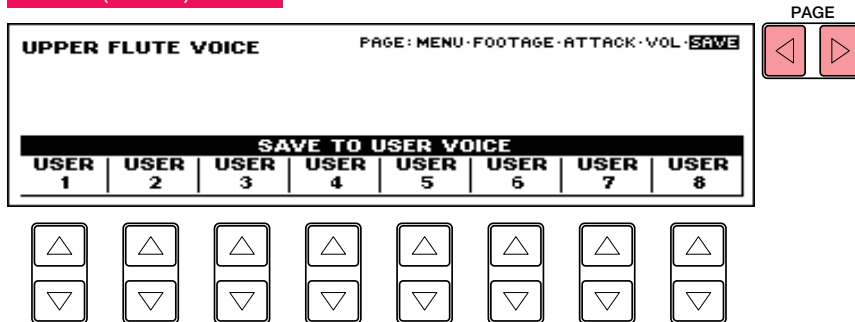 PAGE
UPPER FLUTE VOICE PAGE: MENU·FOOTAGE·ATTACK·VOL·SAVE
SAVE TO USER VOICE
USER USER USER USER USER USER USER USER
1 2 3 4 5 6 7 8